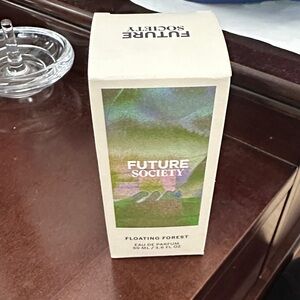 FUTURE
SOCIETY
FUTURE
SOCIETY
FLOATING FOREST
EAU DE PARFUM
50 ML / 1.6 FL OZ